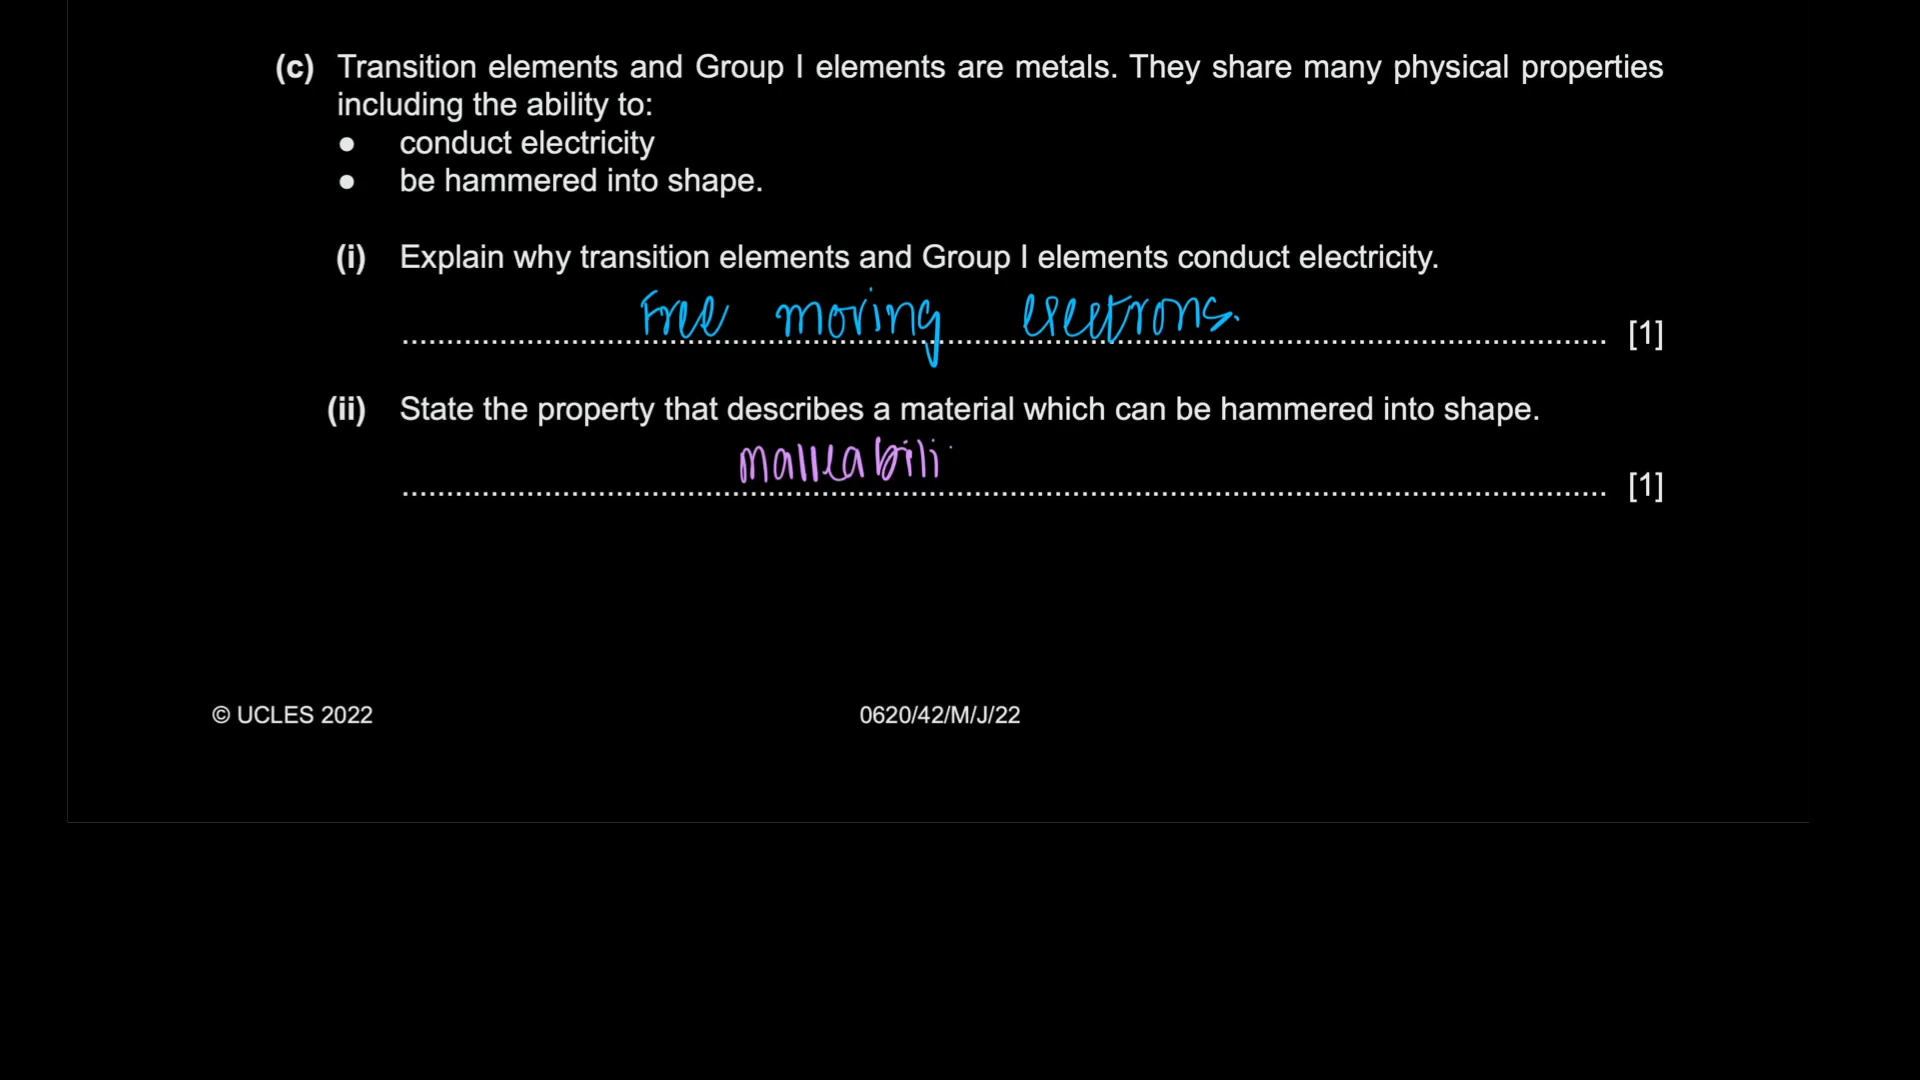 (c) Transition elements and Group I elements are metals. They share many physical properties
including the ability to:
● conduct electricity
● be hammered into shape.
(i) Explain why transition elements and Group I elements conduct electricity.
Free moving electrons.
[1]
(ii) State the property that describes a material which can be hammered into shape.
malleabili
[1]
© UCLES 2022
0620/42/M/J/22